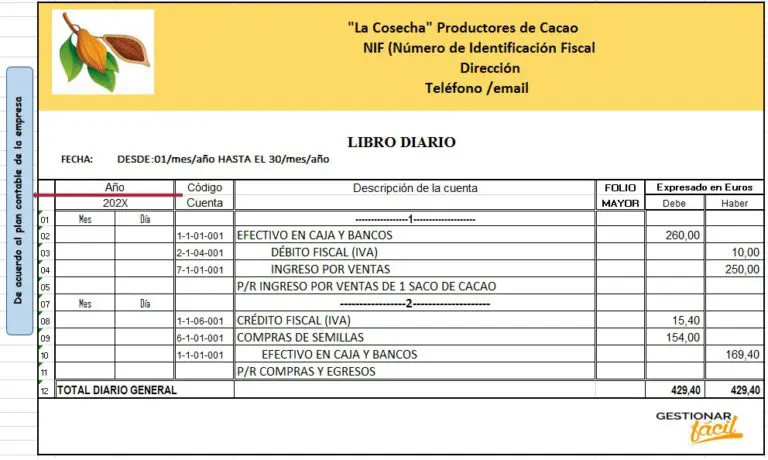 "La Cosecha" Productores de Cacao
NIF (Número de Identificación Fiscal
Dirección
Teléfono /email
De acuerdo al plan contable de la empresa
LIBRO DIARIO
FECHA: DESDE:01/mes/año HASTA EL 30/mes/año
Año Código Descripción de la cuenta FOLIO Expresado en Euros
202X Cuenta MAYOR Debe Haber
01 Mes Día -----------------1--------------------
02 1-1-01-001 EFECTIVO EN CAJA Y BANCOS 260,00
03 2-1-04-001 DÉBITO FISCAL (IVA) 10,00
04 7-1-01-001 INGRESO POR VENTAS 250,00
05 P/R INGRESO POR VENTAS DE 1 SACO DE CACAO
07 Mes Día -----------------2--------------------
08 1-1-06-001 CRÉDITO FISCAL (IVA) 15,40
09 6-1-01-001 COMPRAS DE SEMILLAS 154,00
10 1-1-01-001 EFECTIVO EN CAJA Y BANCOS 169,40
11 P/R COMPRAS Y EGRESOS
12 TOTAL DIARIO GENERAL 429,40 429,40
GESTIONAR
fácil